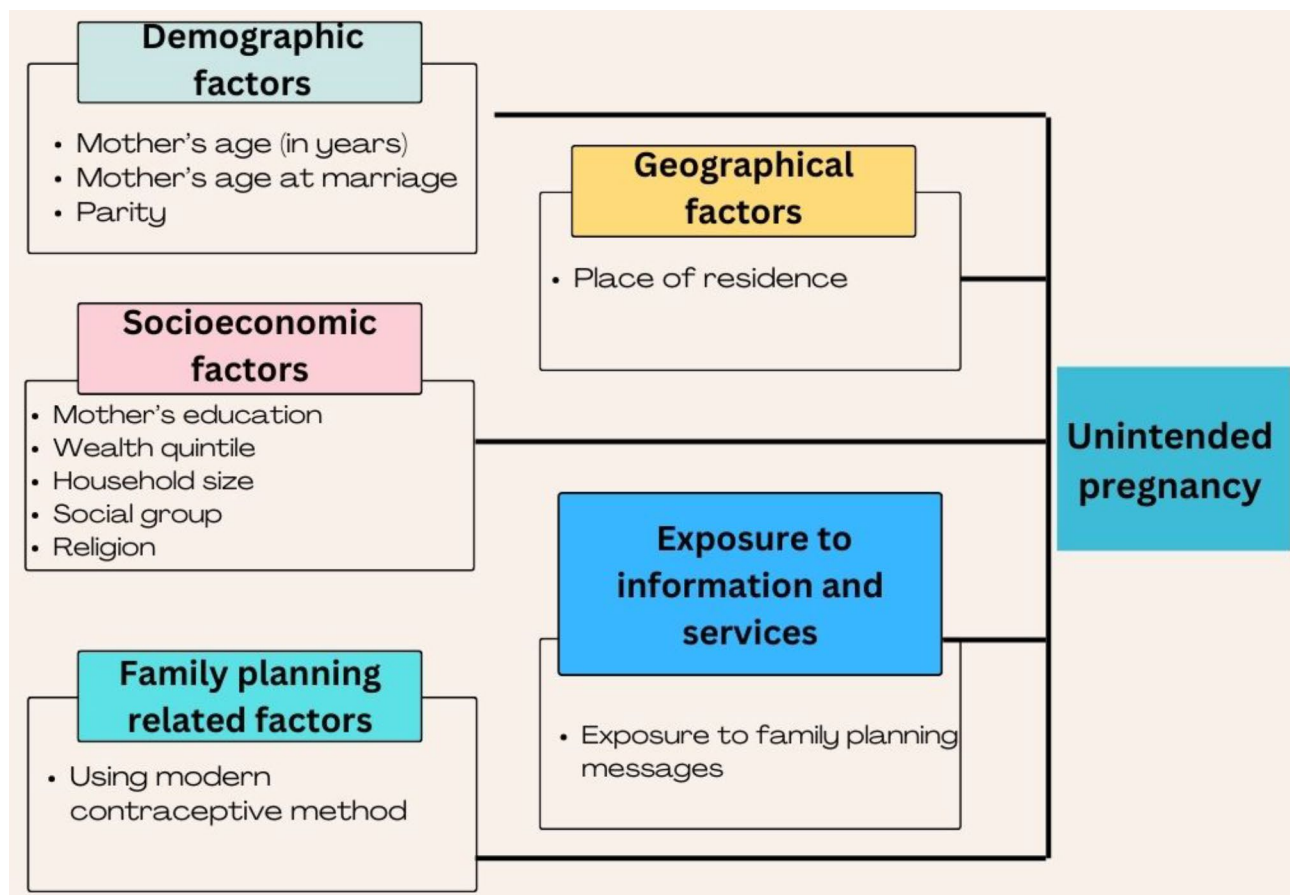 Demographic
factors
• Mother's age (in years)
• Mother's age at marriage
• Parity
Geographical
factors
• Place of residence
Socioeconomic
factors
• Mother's education
• Wealth quintile
• Household size
• Social group
• Religion
Unintended
pregnancy
Exposure to
information and
services
• Exposure to family planning
messages
Family planning
related factors
• Using modern
contraceptive method